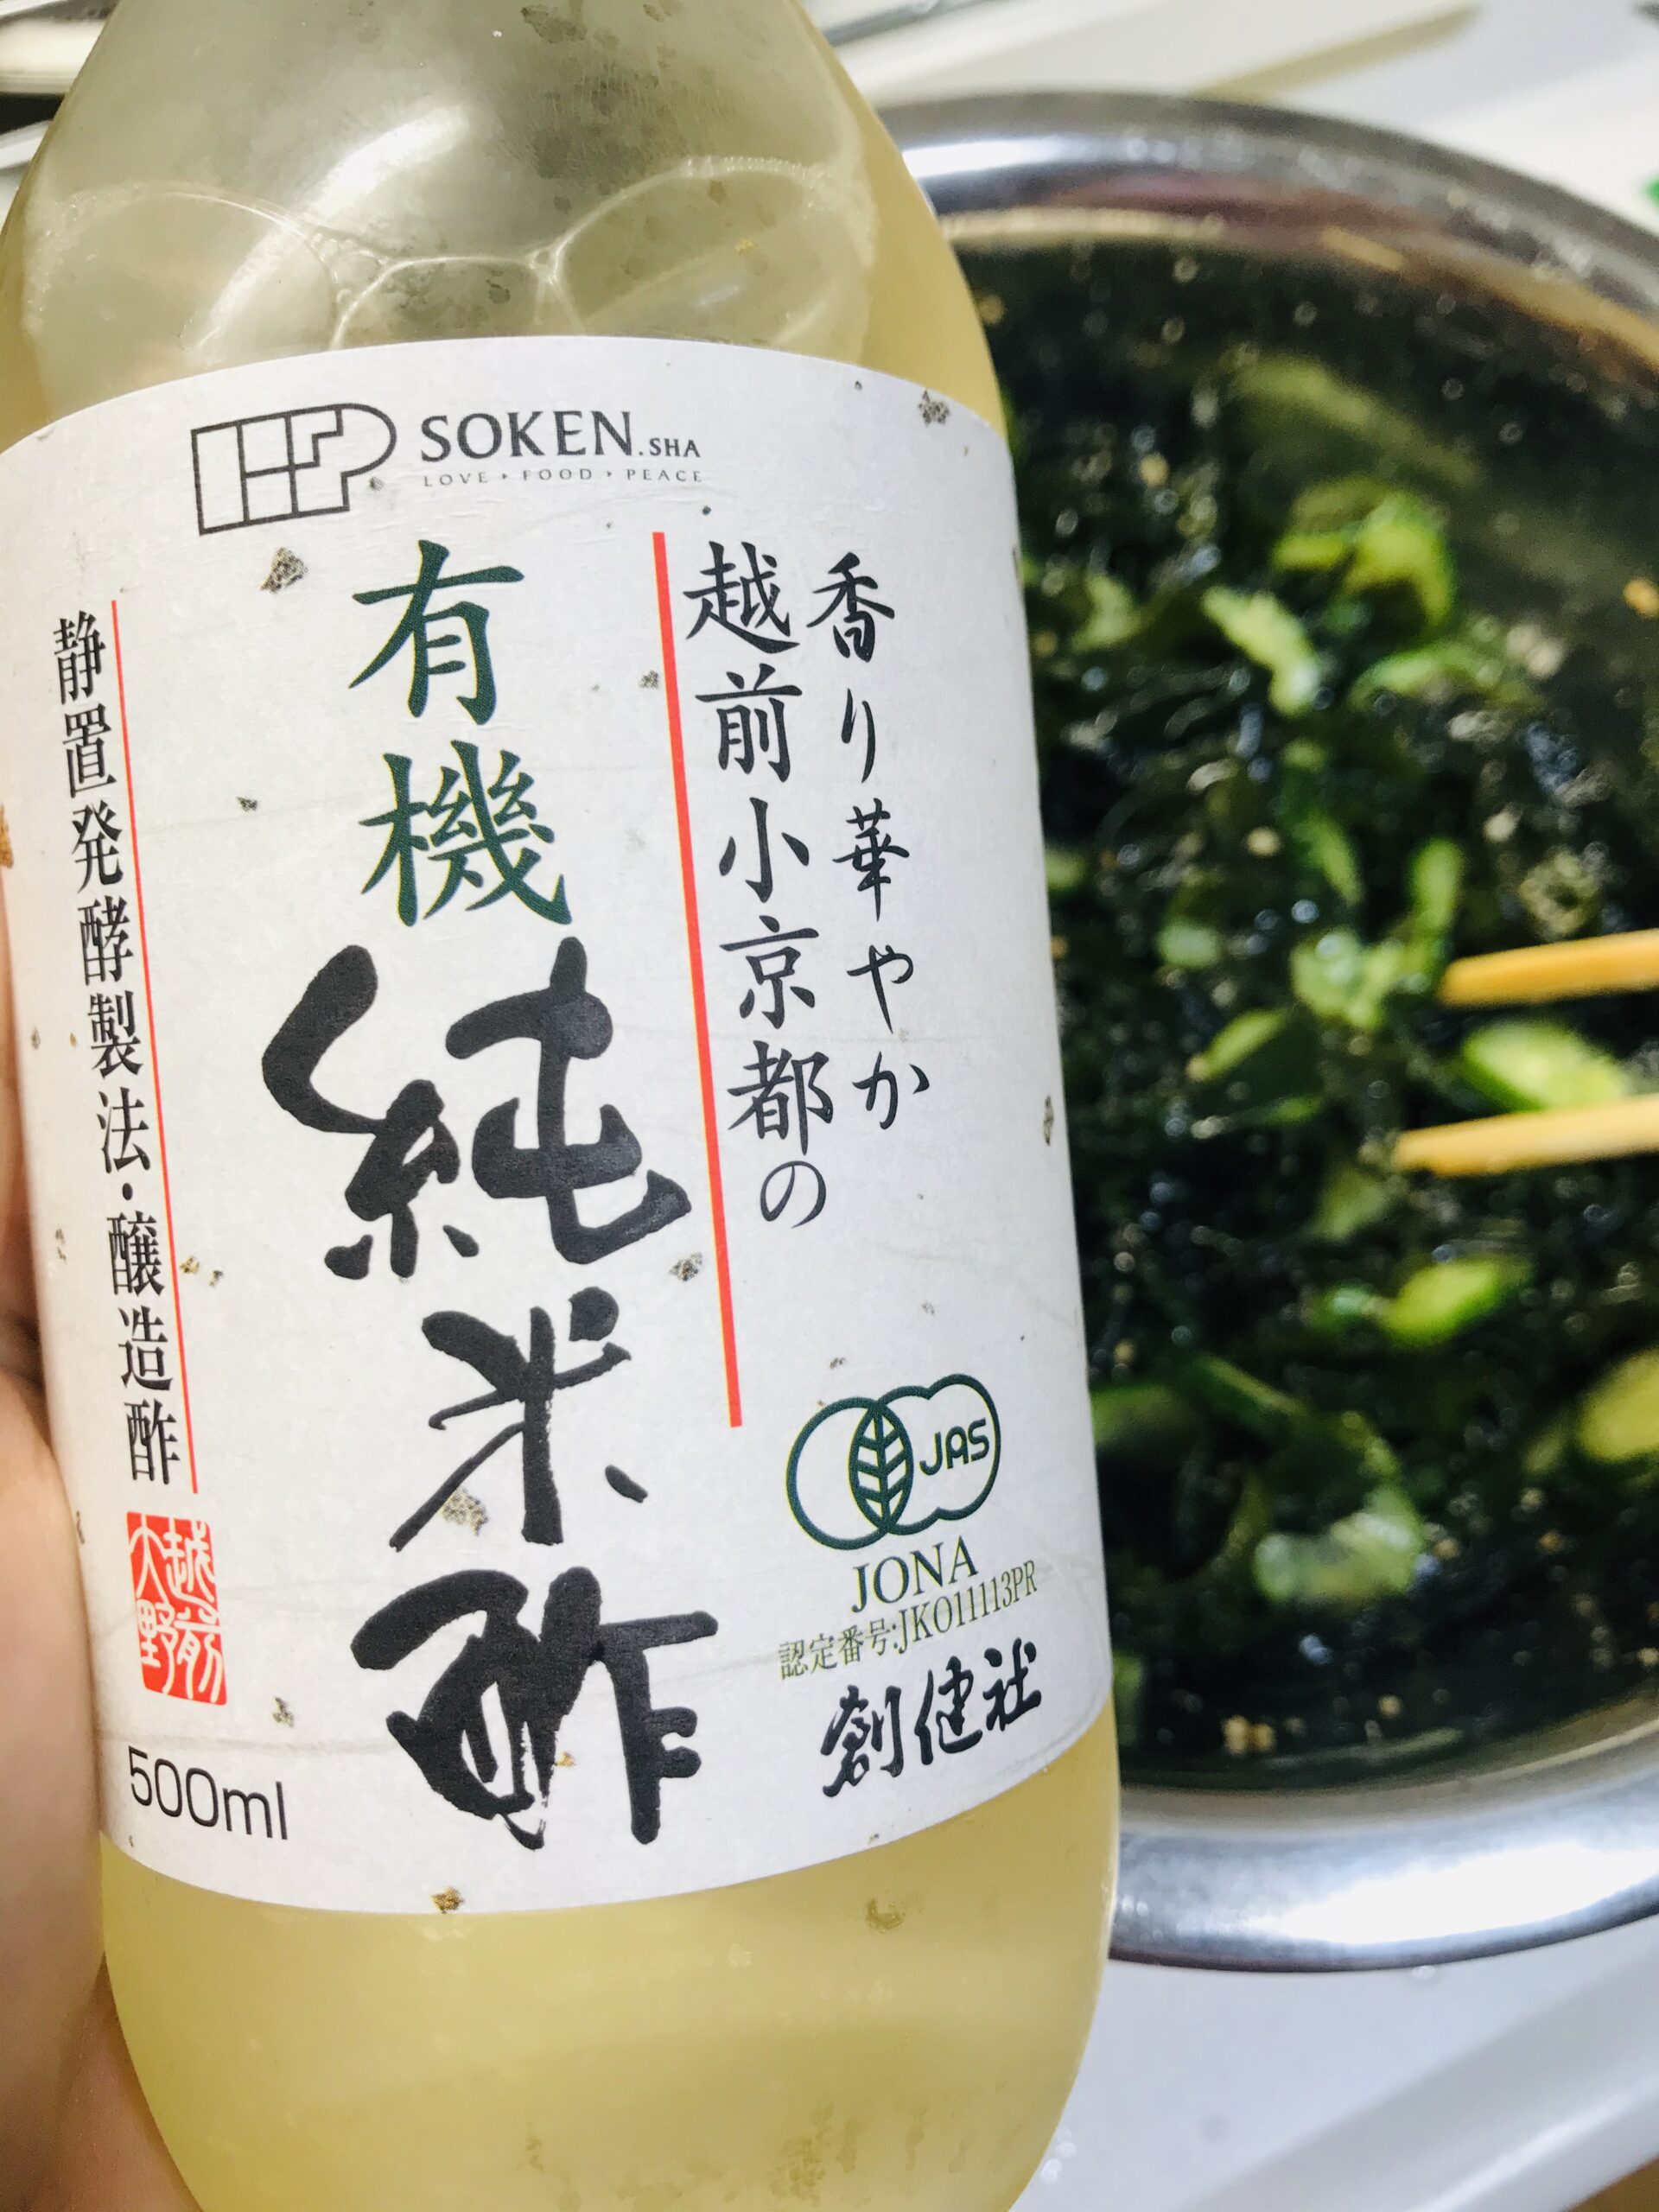 SOKEN.SHA
LOVE・FOOD・PEACE
香り華やか
越前小京都の
有機
純米酢
静置発酵製法・醸造酢
越前
大野
JAS
JONA
認定番号:JKO11113PR
創健社
500ml